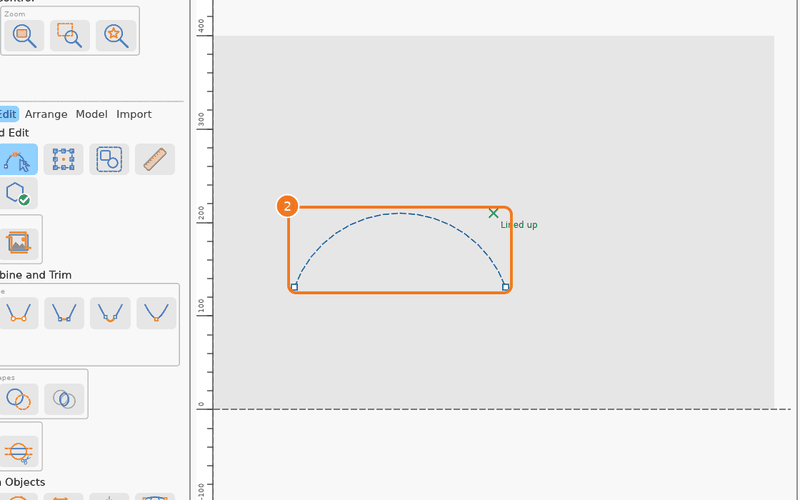 Zoom
Edit Arrange Model Import
d Edit
bine and Trim
e
apes
n Objects
400
300
200
100
0
-100
2
Lined up